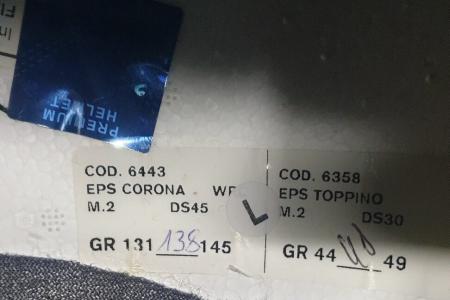 PREMIUM
HELMET
COD. 6443
EPS CORONA
M.2 DS45
GR 131 138 145
L
COD. 6358
EPS TOPPINO
M.2 DS30
GR 44 49